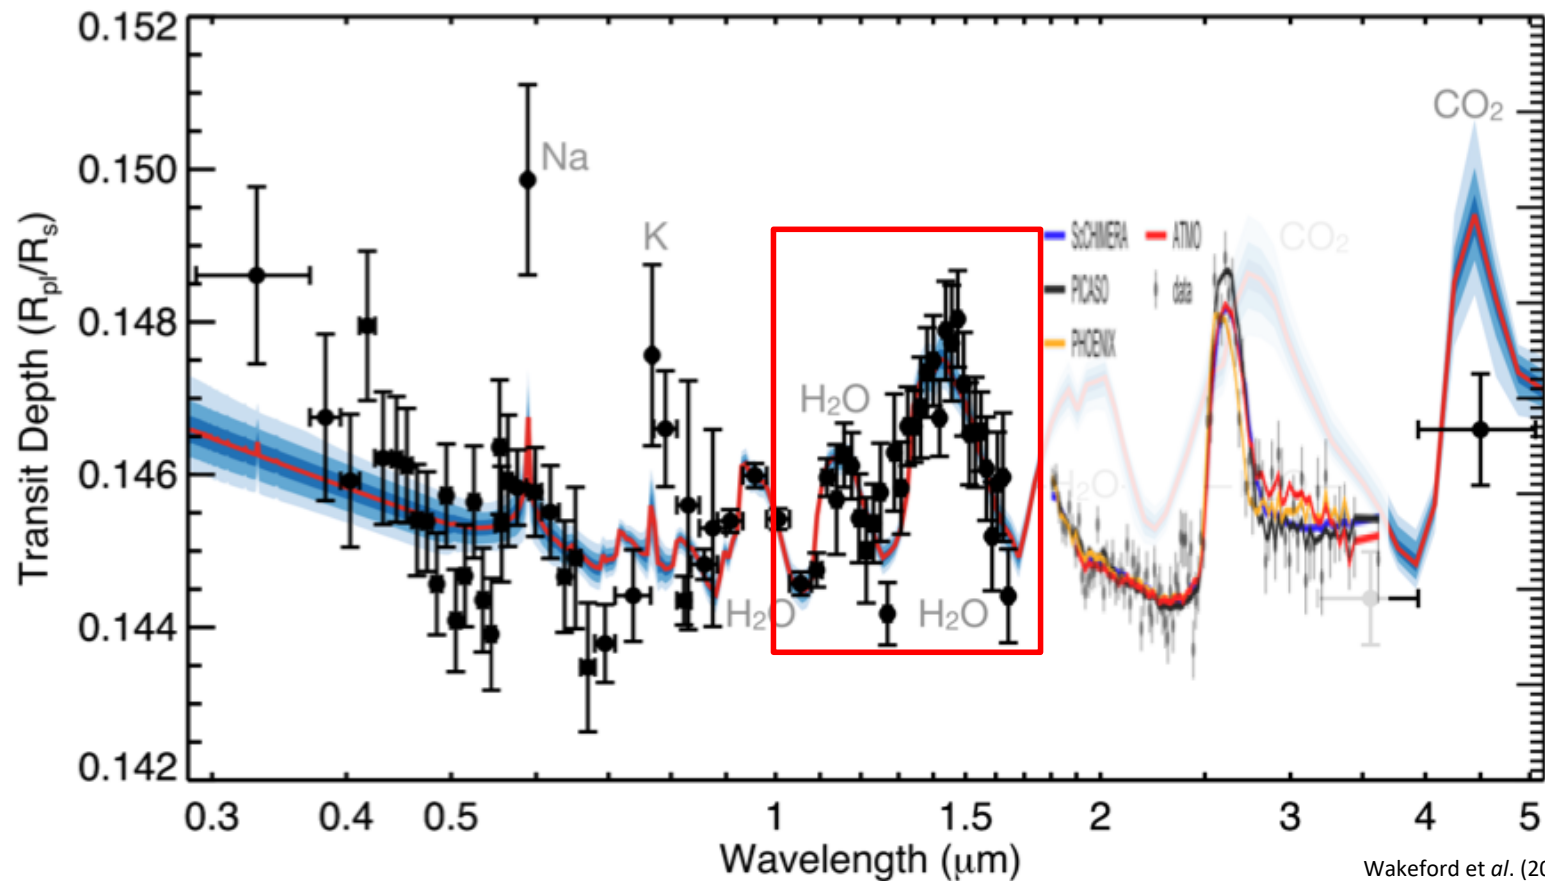 0.152
0.150
0.148
0.146
0.144
0.142
Transit Depth (Rpl/Rs)
Na
K
H2O
H2O
H2O
ScCHIMERA
ATMO
PICASO
data
PHOENIX
CO2
H2O
CO2
0.3
0.4
0.5
1
1.5
2
3
4
5
Wavelength (μm)
Wakeford et al. (20